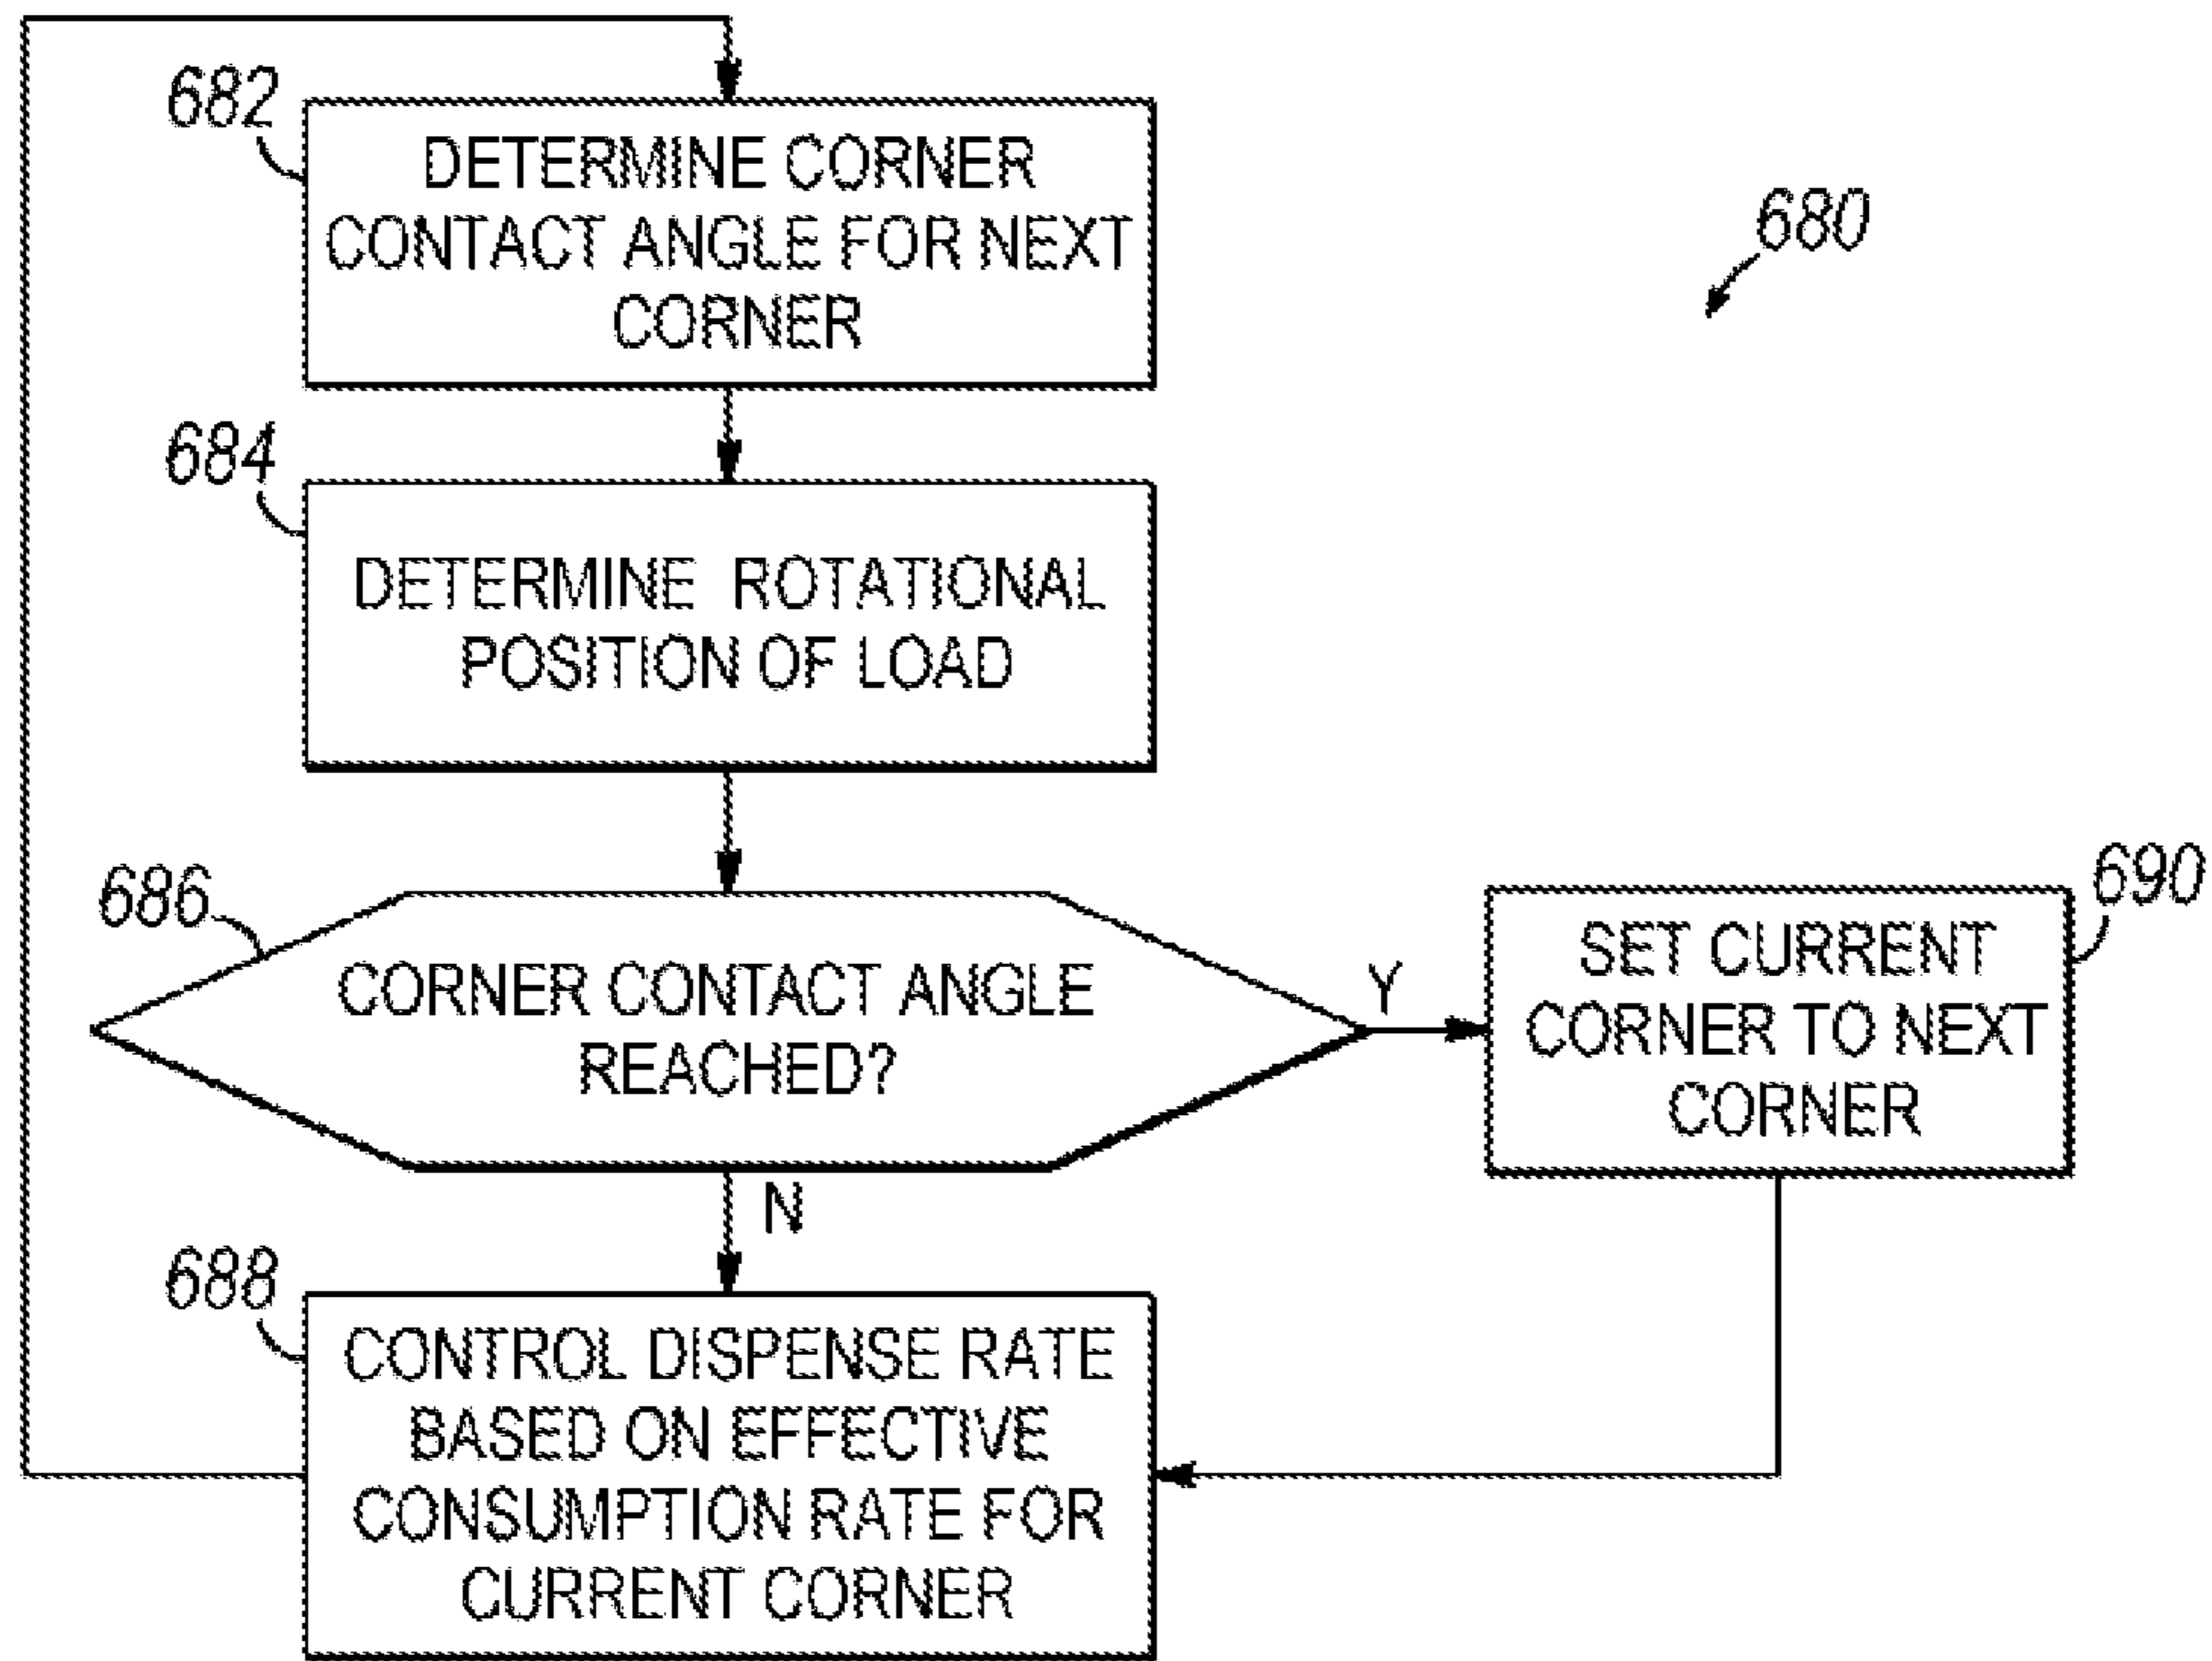 682
DETERMINE CORNER
CONTACT ANGLE FOR NEXT
CORNER
680
684
DETERMINE ROTATIONAL
POSITION OF LOAD
686
CORNER CONTACT ANGLE
REACHED?
Y
690
SET CURRENT
CORNER TO NEXT
CORNER
N
688
CONTROL DISPENSE RATE
BASED ON EFFECTIVE
CONSUMPTION RATE FOR
CURRENT CORNER